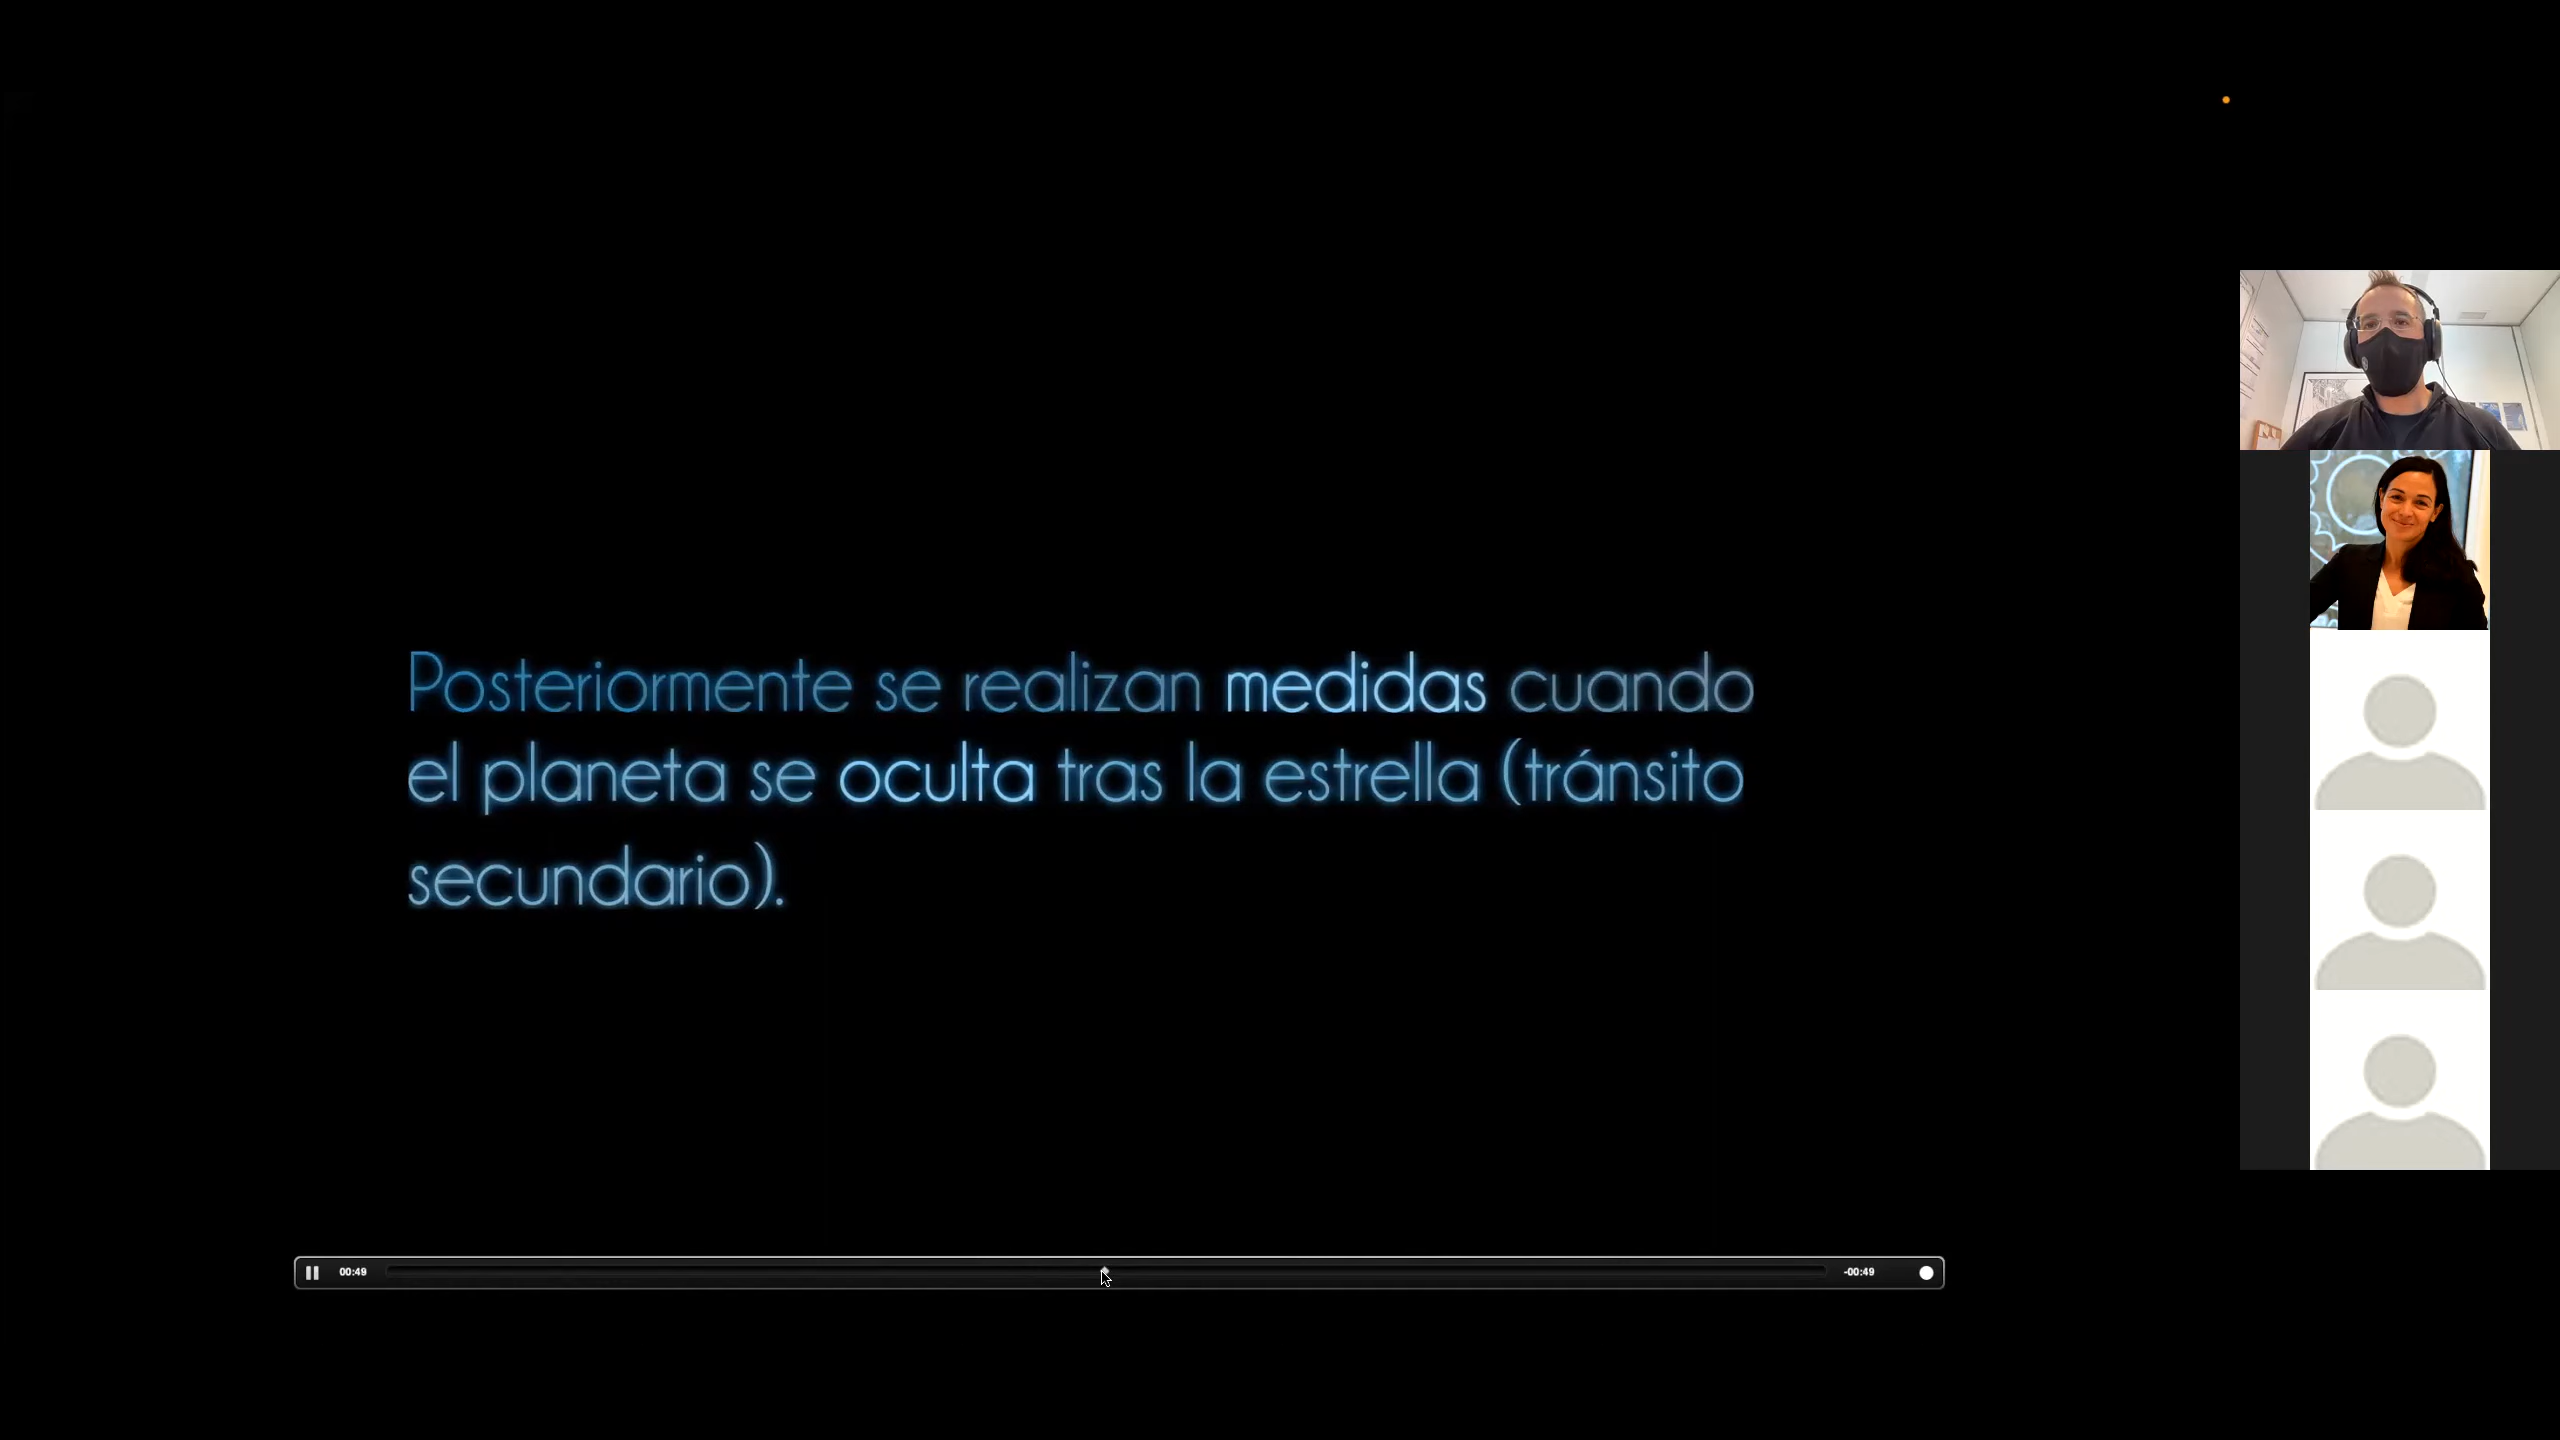 Posteriormente se realizan medidas cuando
el planeta se oculta tras la estrella (tránsito
secundario).
00:49
-00:49